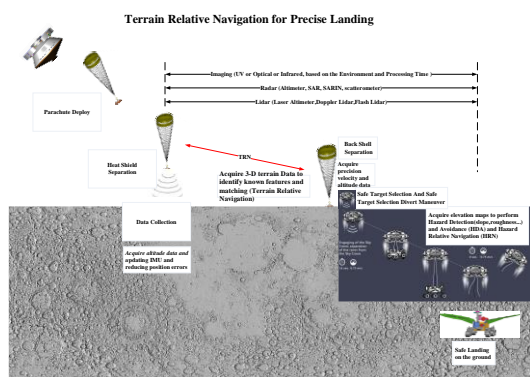 Terrain Relative Navigation for Precise Landing
Imaging (UV or Optical or Infrared, based on the Environment and Processing Time )
Radar (Altimeter, SAR, SARIN, scatterometer)
Lidar (Laser Altimeter,Doppler Lidar,Flash Lidar)
Parachute Deploy
Heat Shield
Separation
TRN
Acquire 3-D terrain Data to
identify known features and
matching (Terrain Relative
Navigation)
Back Shell
Separation
Acquire
precision
velocity and
altitude data
Safe Target Selection And Safe
Target Selection Divert Maneuver
Data Collection
Acquire altitude data and
updating IMU and
reducing position errors
Acquire elevation maps to perform
Hazard Detection(slope,roughness...)
and Avoidance (HDA) and Hazard
Relative Navigation (HRN)
Safe Landing
on the ground